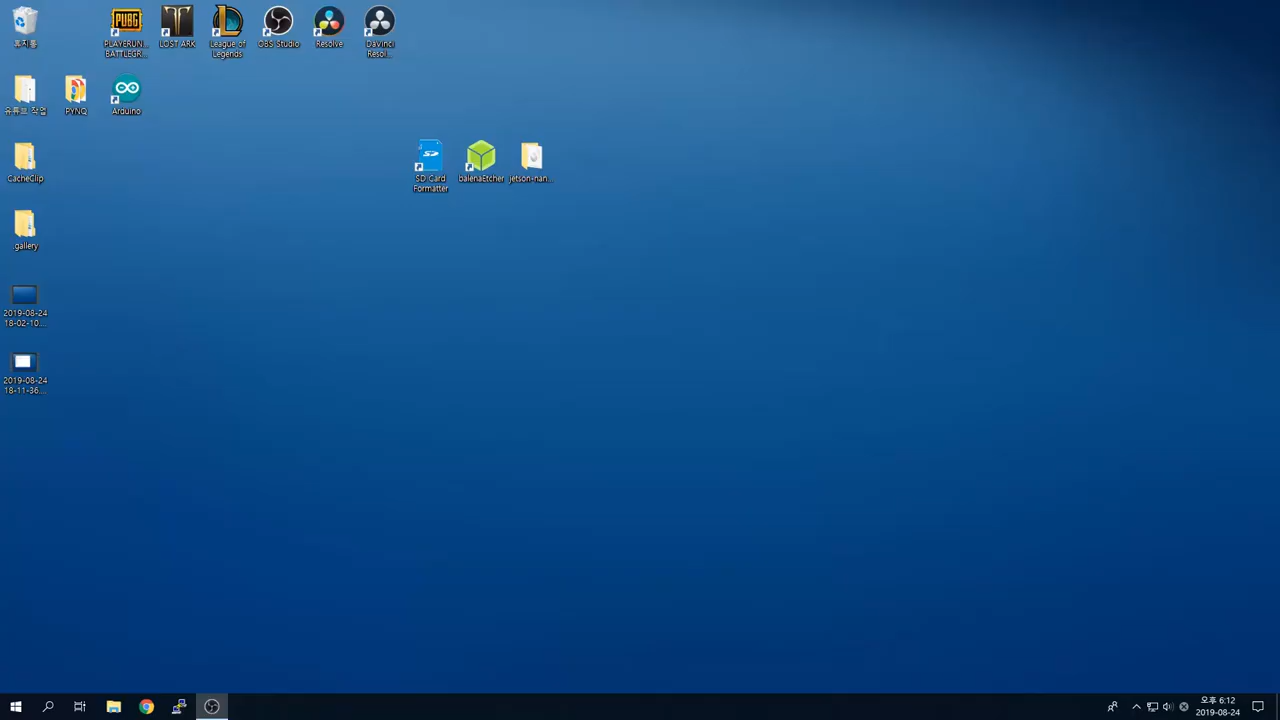 휴지통
PUBG
PLAYERUN...
BATTLEGR...
LOST ARK
League of
Legends
OBS Studio
Resolve
DaVinci
Resol...
유튜브 작업
PYNQ
Arduino
SD
SD Card
Formatter
balenaEtcher
jetson-nan...
CacheClip
.gallery
2019-08-24
18-02-10....
2019-08-24
18-11-36....
오후 6:12
2019-08-24